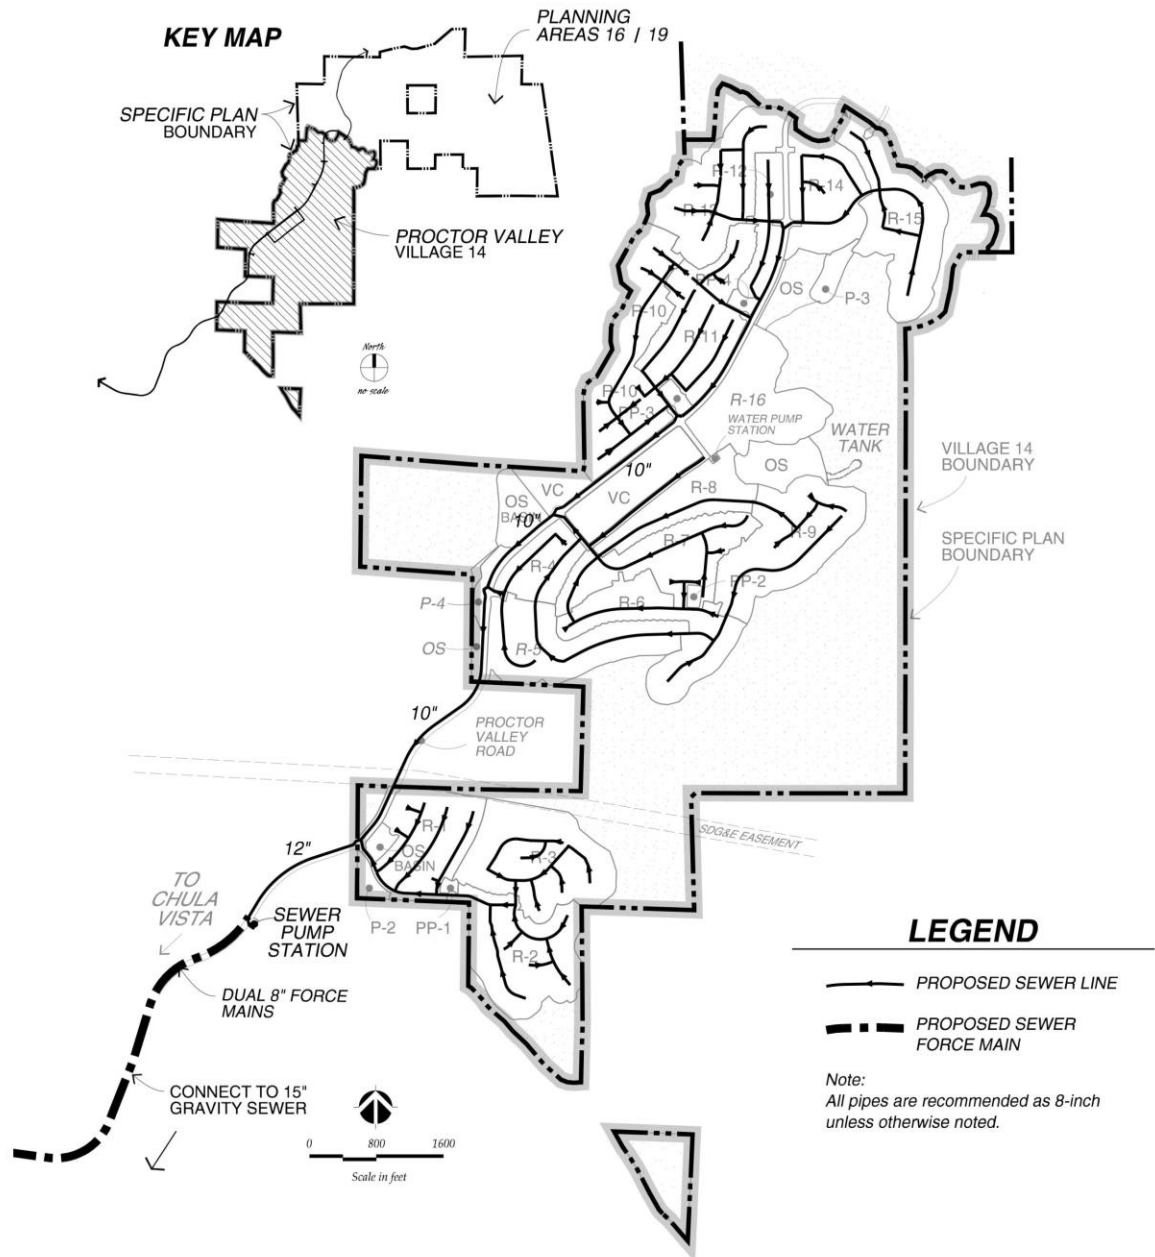 KEY MAP
PLANNING
AREAS 16 / 19
SPECIFIC PLAN
BOUNDARY
PROCTOR VALLEY
VILLAGE 14
North
no scale
R-12
R-14
R-13
R-15
PP-4
OS
P-3
R-10
R-11
R-10
PP-3
R-16
WATER PUMP
STATION
WATER
TANK
VILLAGE 14
BOUNDARY
10"
OS
VC
VC
R-8
OS
BASIN
10"
SPECIFIC PLAN
BOUNDARY
R-9
R-7
R-4
PP-2
P-4
R-6
OS
R-5
10"
PROCTOR
VALLEY
ROAD
SDG&E EASEMENT
R-1
12"
OS
BASIN
R-3
TO
CHULA
VISTA
SEWER
PUMP
STATION
P-2
PP-1
R-2
DUAL 8" FORCE
MAINS
CONNECT TO 15"
GRAVITY SEWER
0 800 1600
Scale in feet
LEGEND
PROPOSED SEWER LINE
PROPOSED SEWER
FORCE MAIN
Note:
All pipes are recommended as 8-inch
unless otherwise noted.